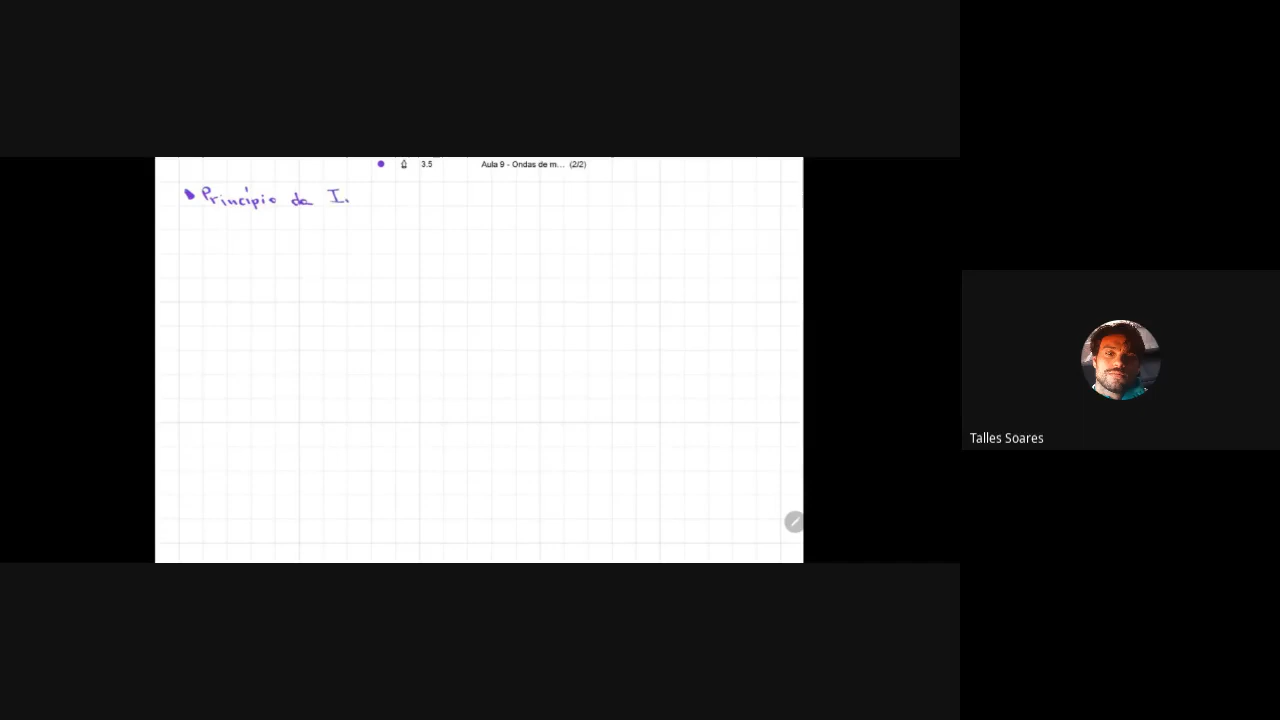 3.5 Aula 9 - Ondas de m... (2/2)
Princípio da I.
Talles Soares